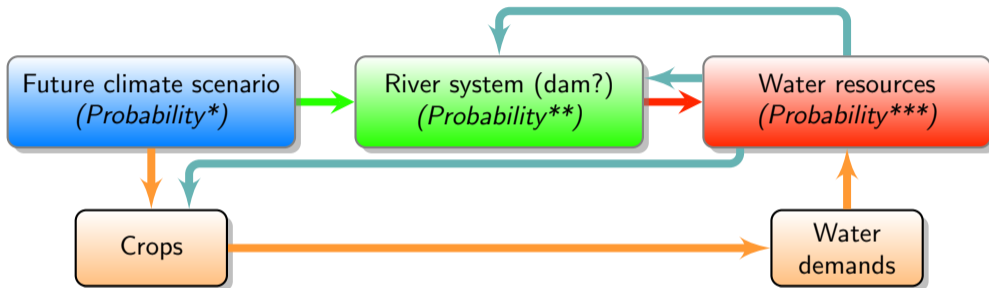 Future climate scenario
(Probability*)
River system (dam?)
(Probability**)
Water resources
(Probability***)
Crops
Water
demands